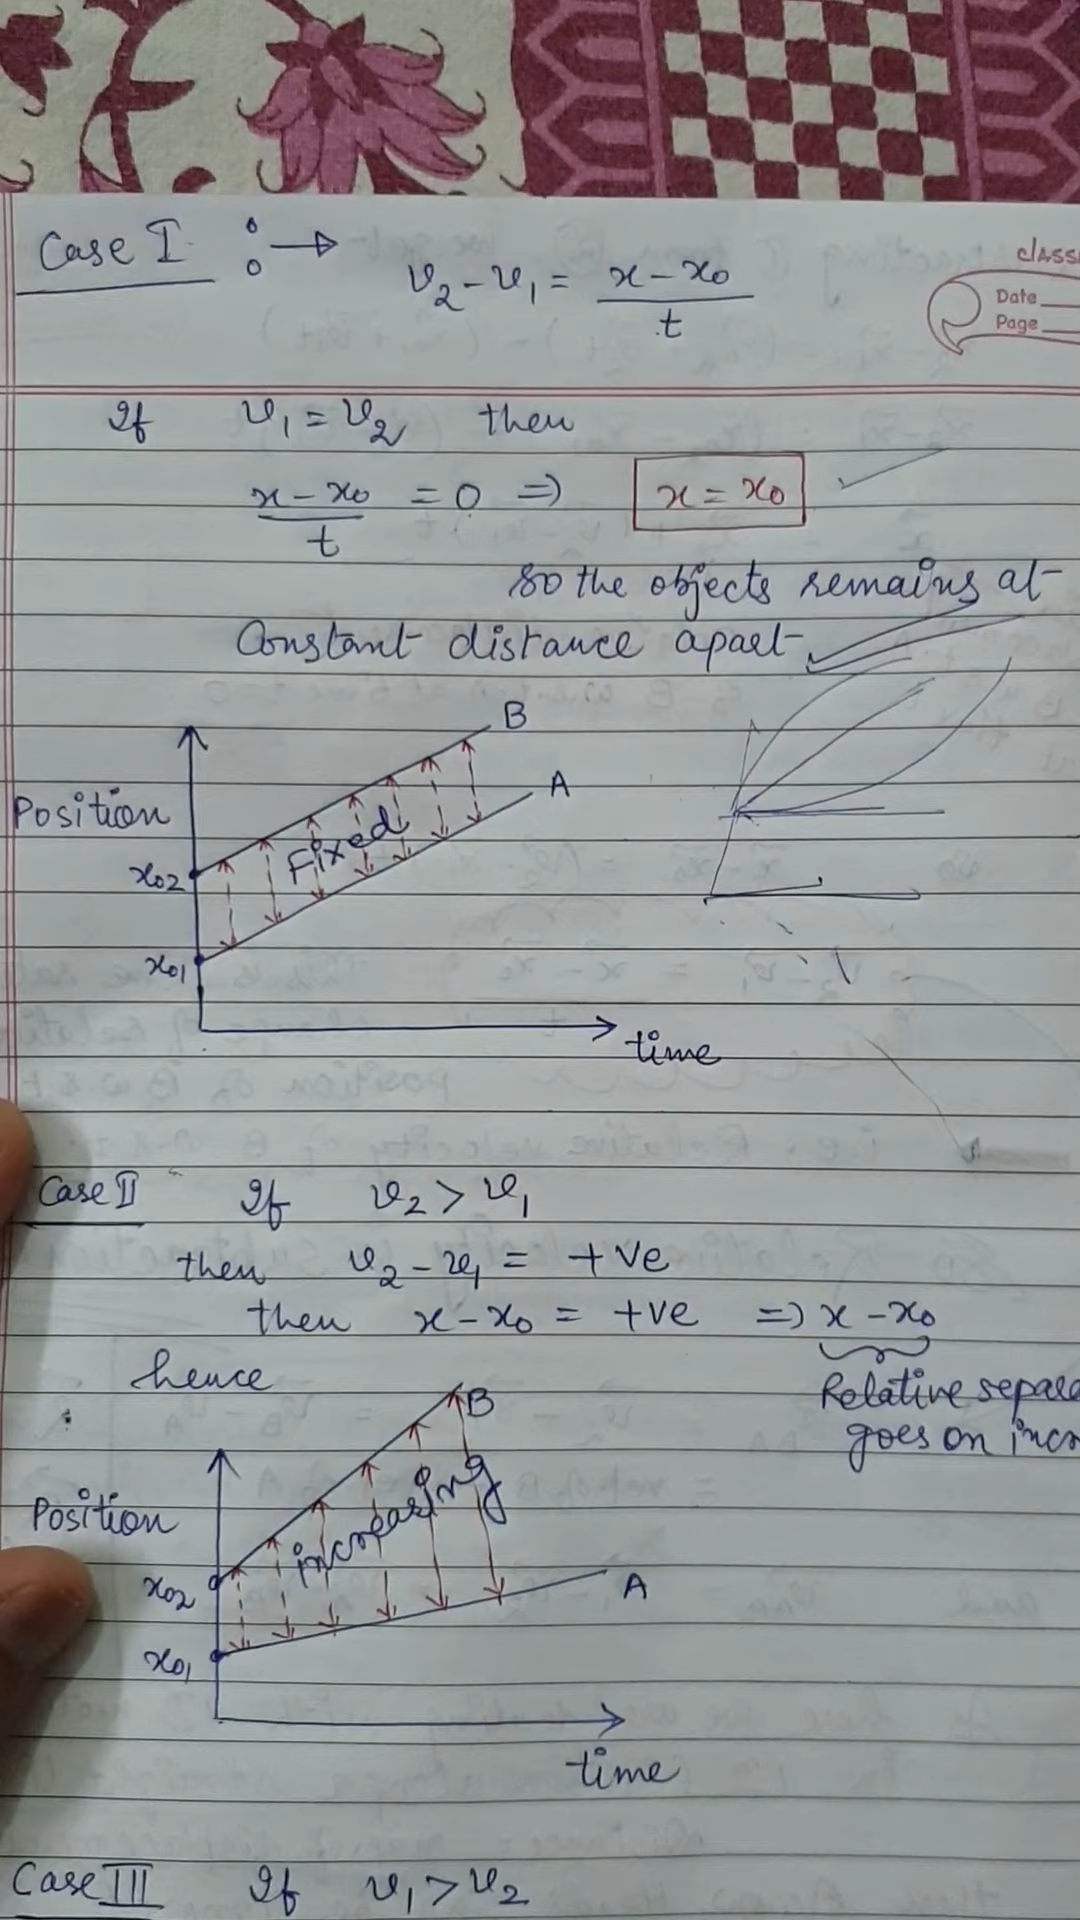 Case I :→
v₂-v₁ = x-x₀/t
Date
Page
If v₁ = v₂ then
x-x₀/t = 0 ⇒ x = x₀
so the objects remains at
Constant distance apart
B
A
Position
Fixed
x₀₂
x₀₁
time
Case II If v₂ > v₁
then v₂-v₁ = +ve
then x-x₀ = +ve ⇒ x-x₀
hence
Relative
goes on
B
Position
increasing
x₀₂
A
x₀₁
time
Case III If v₁ > v₂